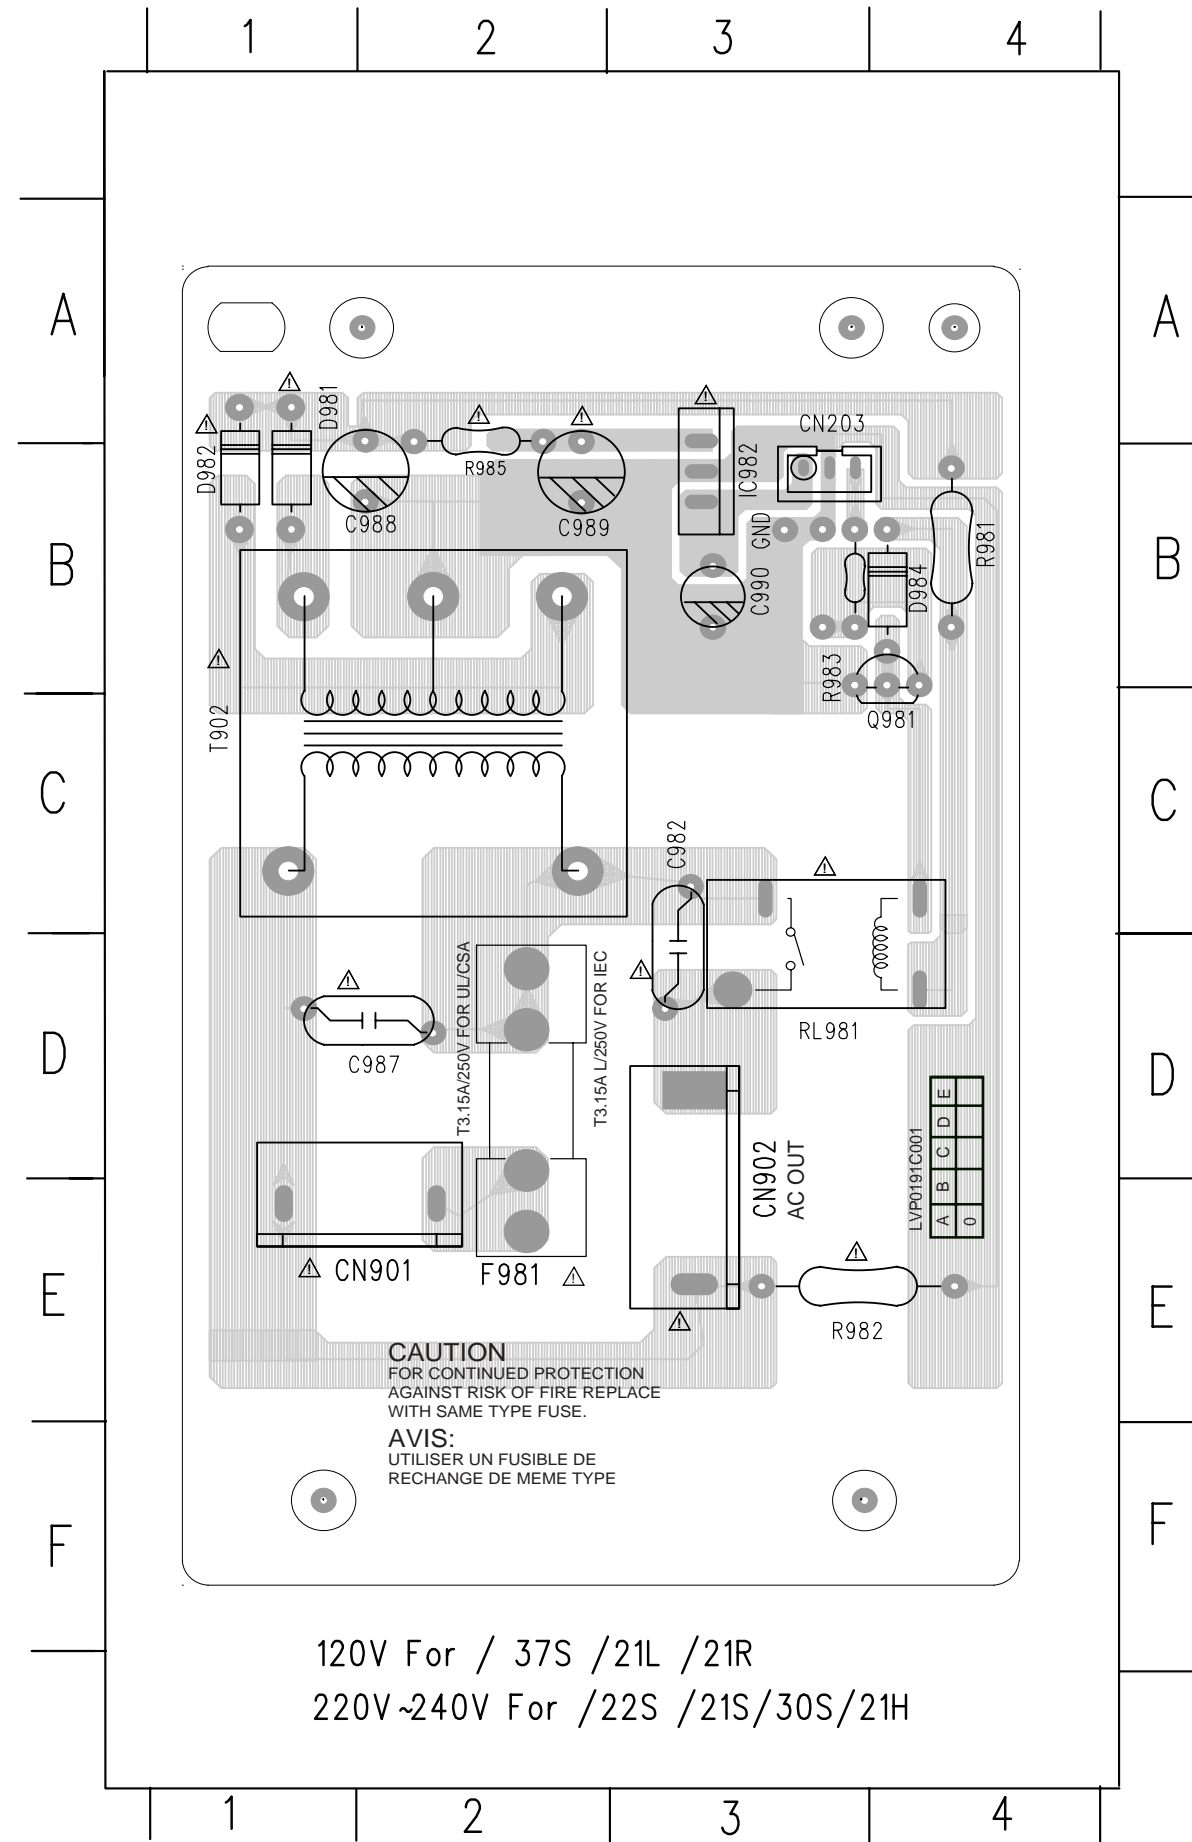 1 2 3 4
A A
D981
CN203
D982
R985
IC982
C988
C989
GND
R981
B B
D984
C990
R983
T902
Q981
C C
C982
T3.15A/250V FOR UL/CSA
T3.15A L/250V FOR IEC
RL981
C987
D D
CN902
AC OUT
LVP0191C001
A B C D E
0
CN901
F981
E E
R982
CAUTION
FOR CONTINUED PROTECTION
AGAINST RISK OF FIRE REPLACE
WITH SAME TYPE FUSE.
AVIS:
UTILISER UN FUSIBLE DE
RECHANGE DE MEME TYPE
F F
120V For / 37S /21L /21R
220V~240V For /22S /21S/30S/21H
1 2 3 4